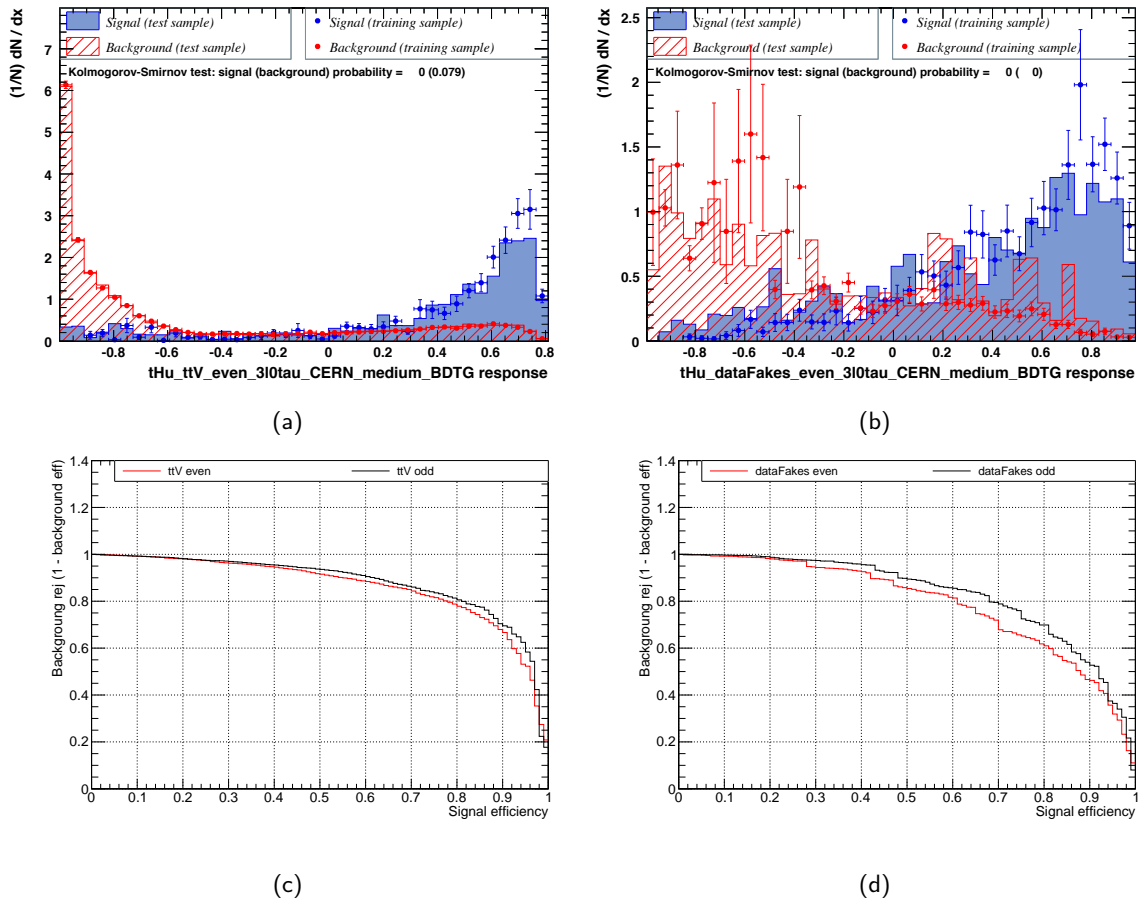 Signal (test sample)
Background (test sample)
Signal (training sample)
Background (training sample)
Kolmogorov-Smirnov test: signal (background) probability = 0 (0.079)
(1/N) dN / dx
0 1 2 3 4 5 6 7
-0.8 -0.6 -0.4 -0.2 0 0.2 0.4 0.6 0.8
tHu_ttV_even_3l0tau_CERN_medium_BDTG response
(a)
Signal (test sample)
Background (test sample)
Signal (training sample)
Background (training sample)
Kolmogorov-Smirnov test: signal (background) probability = 0 ( 0)
(1/N) dN / dx
0 0.5 1 1.5 2 2.5
-0.8 -0.6 -0.4 -0.2 0 0.2 0.4 0.6 0.8
tHu_dataFakes_even_3l0tau_CERN_medium_BDTG response
(b)
ttV even
ttV odd
Backgroung rej (1 - background eff)
0 0.2 0.4 0.6 0.8 1 1.2 1.4
0 0.1 0.2 0.3 0.4 0.5 0.6 0.7 0.8 0.9 1
Signal efficiency
(c)
dataFakes even
dataFakes odd
Backgroung rej (1 - background eff)
0 0.2 0.4 0.6 0.8 1 1.2 1.4
0 0.1 0.2 0.3 0.4 0.5 0.6 0.7 0.8 0.9 1
Signal efficiency
(d)